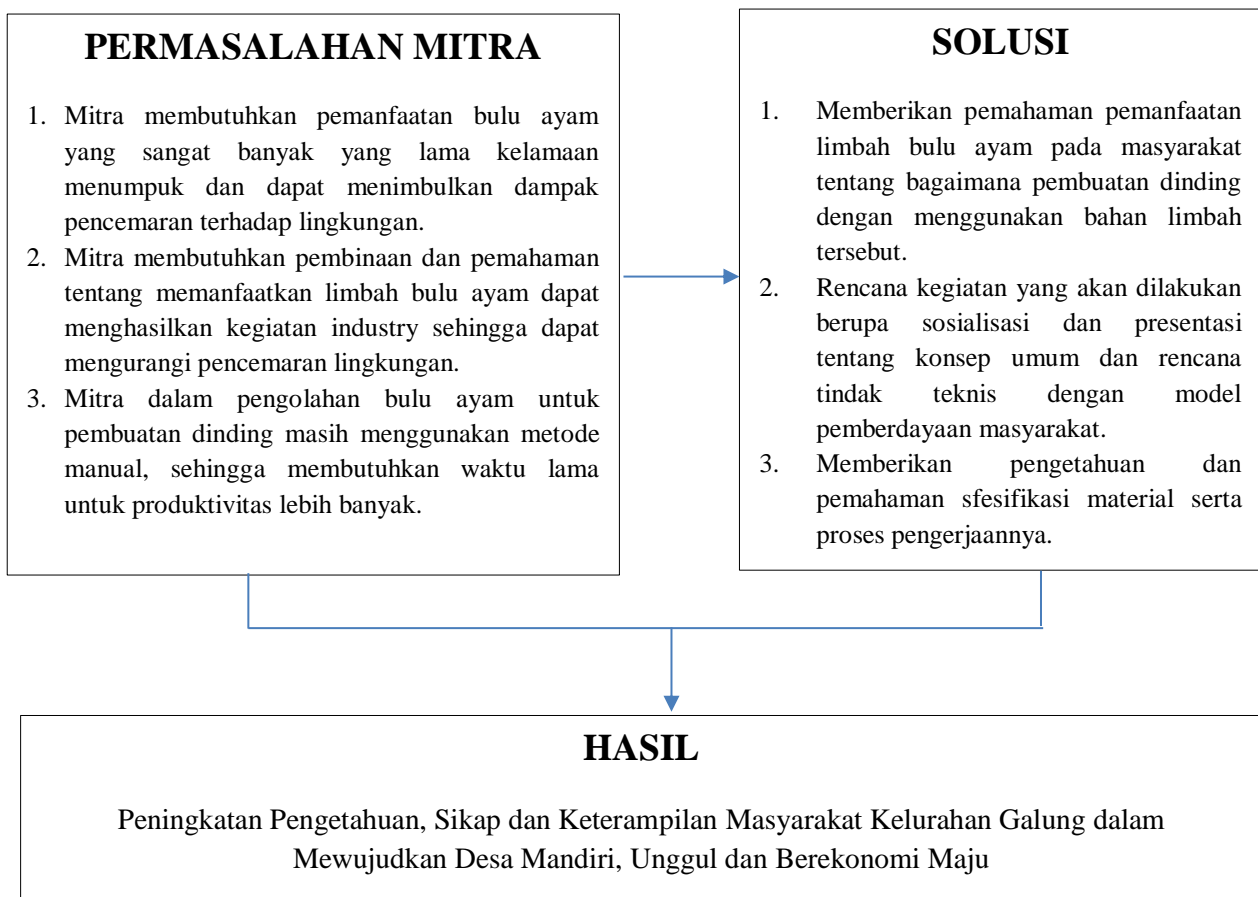 PERMASALAHAN MITRA
1. Mitra membutuhkan pemanfaatan bulu ayam
yang sangat banyak yang lama kelamaan
menumpuk dan dapat menimbulkan dampak
pencemaran terhadap lingkungan.
2. Mitra membutuhkan pembinaan dan pemahaman
tentang memanfaatkan limbah bulu ayam dapat
menghasilkan kegiatan industry sehingga dapat
mengurangi pencemaran lingkungan.
3. Mitra dalam pengolahan bulu ayam untuk
pembuatan dinding masih menggunakan metode
manual, sehingga membutuhkan waktu lama
untuk produktivitas lebih banyak.
SOLUSI
1. Memberikan pemahaman pemanfaatan
limbah bulu ayam pada masyarakat
tentang bagaimana pembuatan dinding
dengan menggunakan bahan limbah
tersebut.
2. Rencana kegiatan yang akan dilakukan
berupa sosialisasi dan presentasi
tentang konsep umum dan rencana
tindak teknis dengan model
pemberdayaan masyarakat.
3. Memberikan pengetahuan dan
pemahaman sfesifikasi material serta
proses pengerjaannya.
HASIL
Peningkatan Pengetahuan, Sikap dan Keterampilan Masyarakat Kelurahan Galung dalam
Mewujudkan Desa Mandiri, Unggul dan Berekonomi Maju